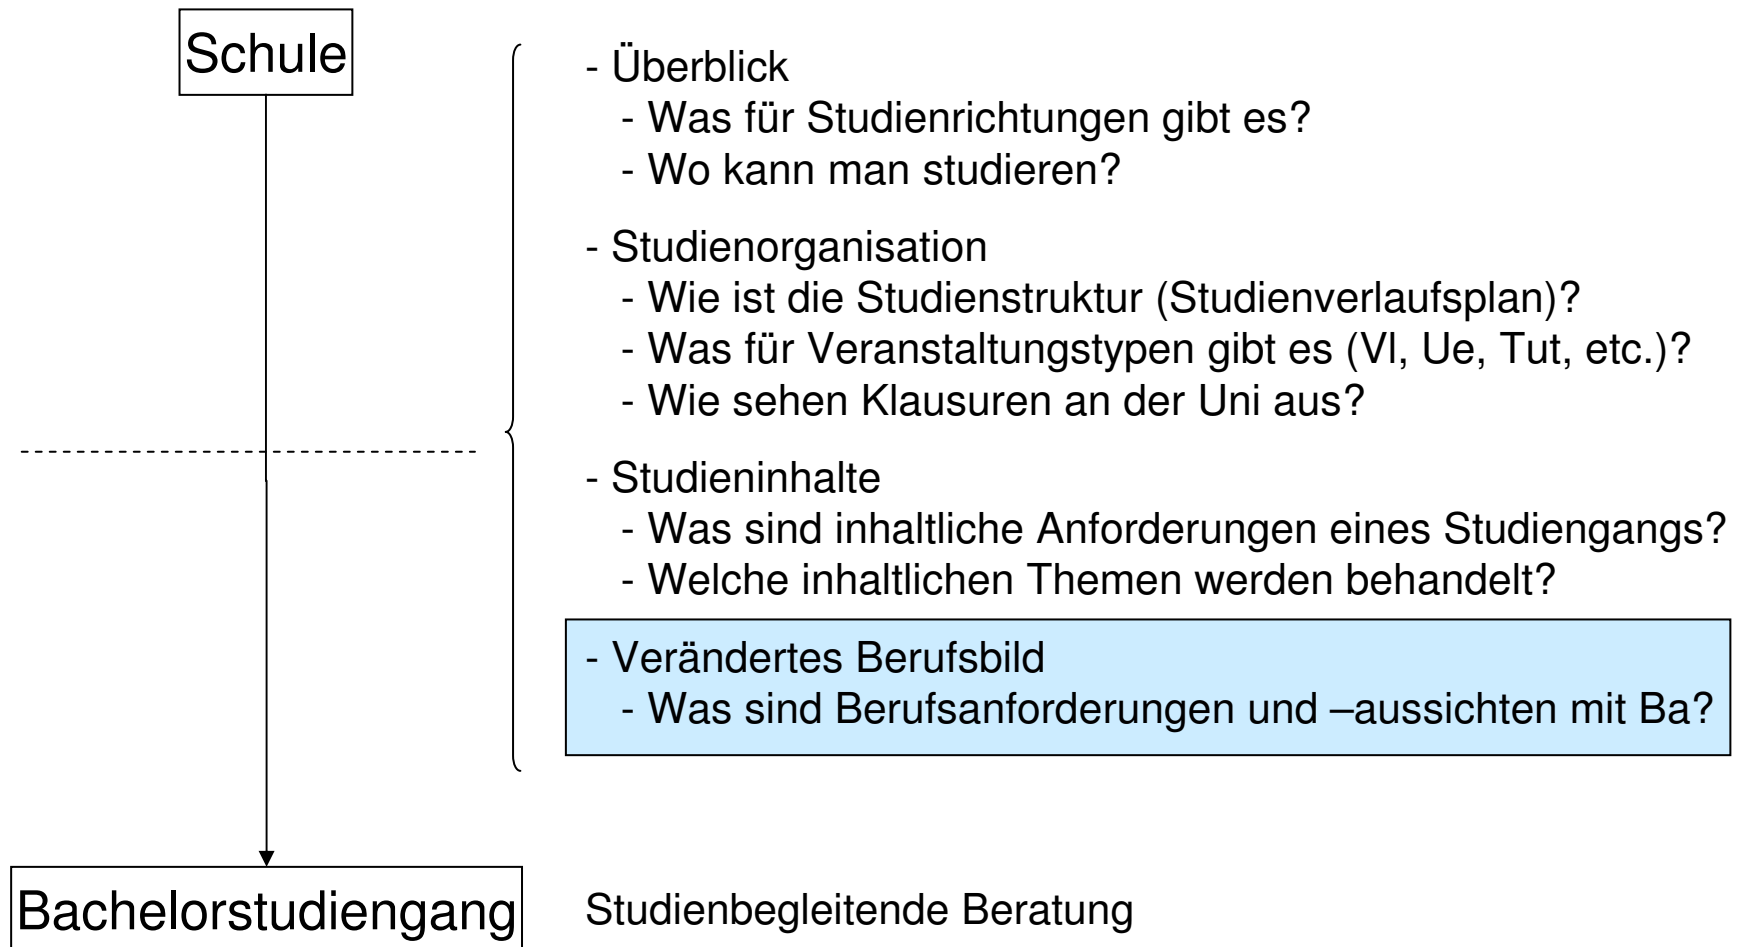 Schule
- Überblick
- Was für Studienrichtungen gibt es?
- Wo kann man studieren?
- Studienorganisation
- Wie ist die Studienstruktur (Studienverlaufsplan)?
- Was für Veranstaltungstypen gibt es (Vl, Ue, Tut, etc.)?
- Wie sehen Klausuren an der Uni aus?
- Studieninhalte
- Was sind inhaltliche Anforderungen eines Studiengangs?
- Welche inhaltlichen Themen werden behandelt?
- Verändertes Berufsbild
- Was sind Berufsanforderungen und –aussichten mit Ba?
Bachelorstudiengang
Studienbegleitende Beratung